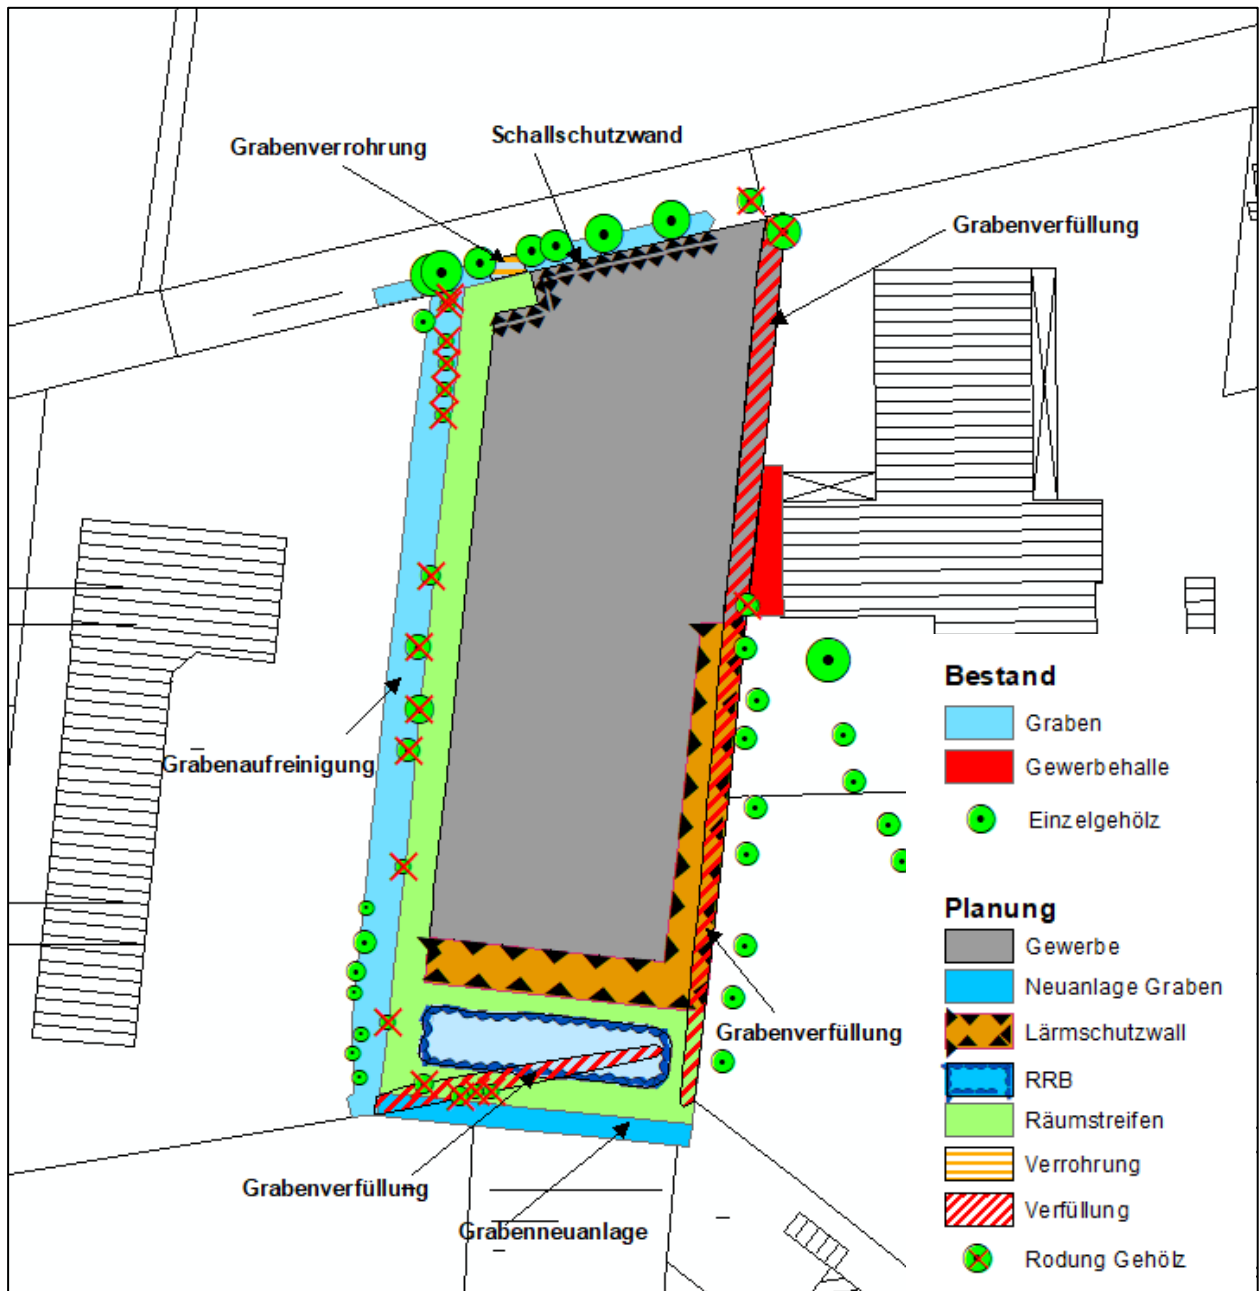 Schallschutzwand
Grabenverrohrung
Grabenverfüllung
Grabenaufreinigung
Grabenverfüllung
Grabenverfüllung
Grabenneuanlage
Bestand
Graben
Gewerbehalle
Einzelgehölz
Planung
Gewerbe
Neuanlage Graben
Lärmschutzwall
RRB
Räumstreifen
Verrohrung
Verfüllung
Rodung Gehölz